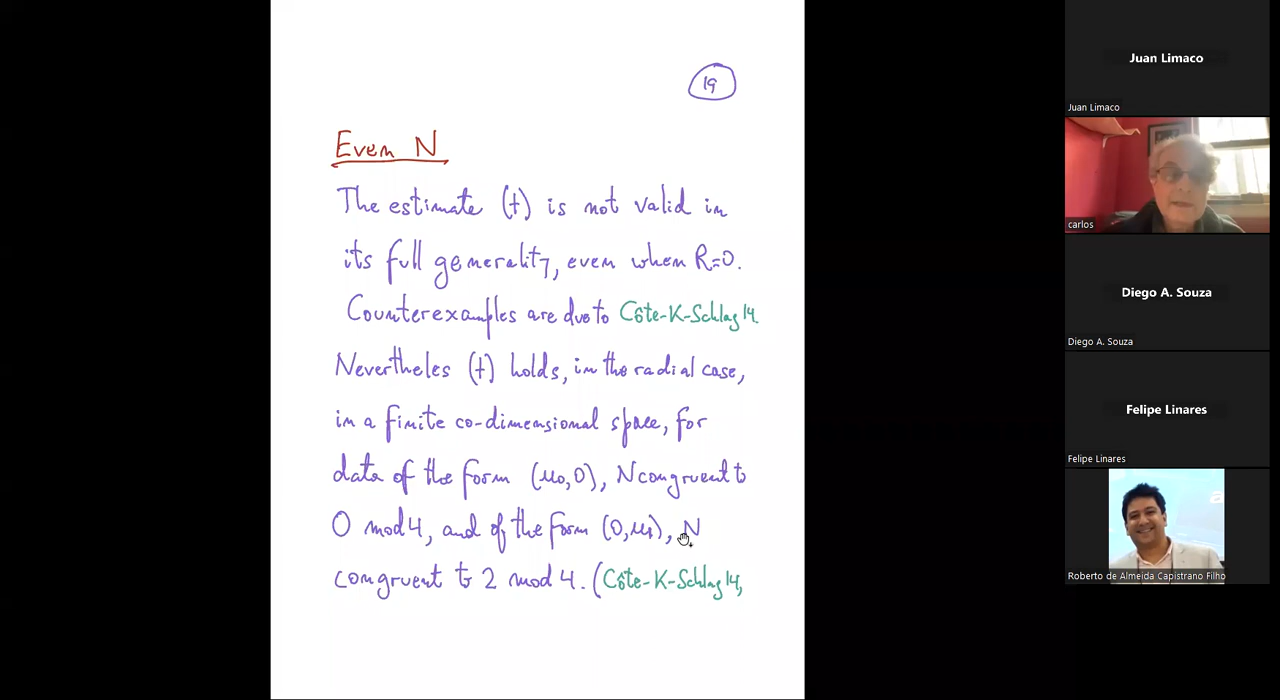 19
Even N
The estimate (†) is not valid in
its full generality, even when R=0.
Counterexamples are due to Côte-K-Schlag 14.
Nevertheless (†) holds, in the radial case,
in a finite co-dimensional space, for
data of the form (u0,0), N congruent to
0 mod 4, and of the form (0,u1), N
congruent to 2 mod 4. (Côte-K-Schlag 14,
Juan Limaco
Juan Limaco
carlos
Diego A. Souza
Diego A. Souza
Felipe Linares
Felipe Linares
Roberto de Almeida Capistrano Filho